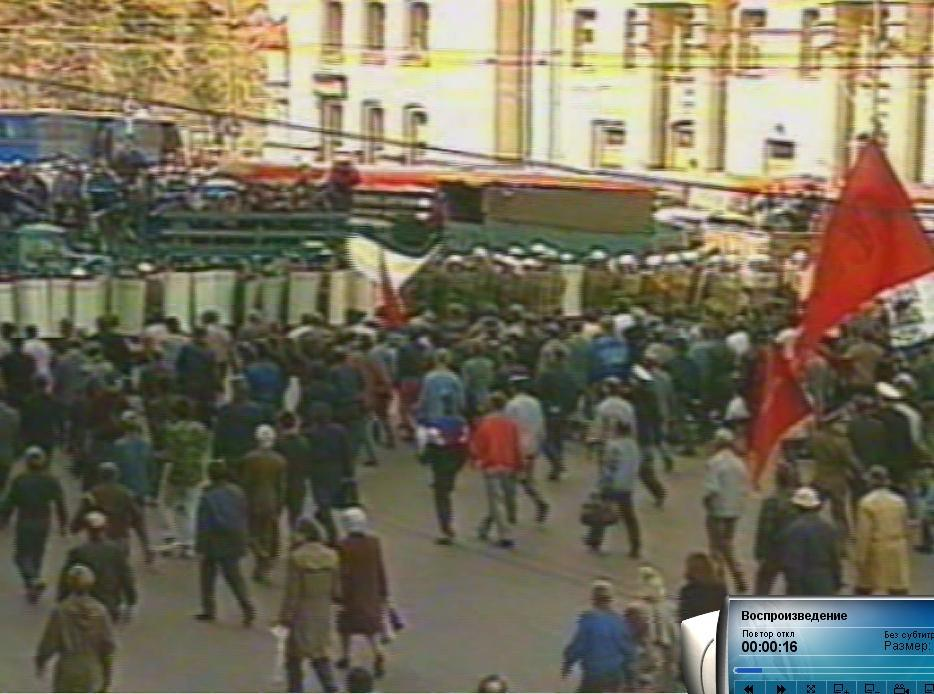 Воспроизведение
Повтор откл
Без субтитр
00:00:16
Размер: